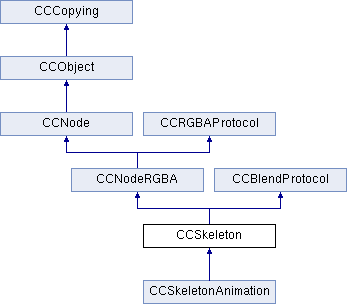 CCCopying
CCObject
CCNode
CCRGBAProtocol
CCNodeRGBA
CCBlendProtocol
CCSkeleton
CCSkeletonAnimation